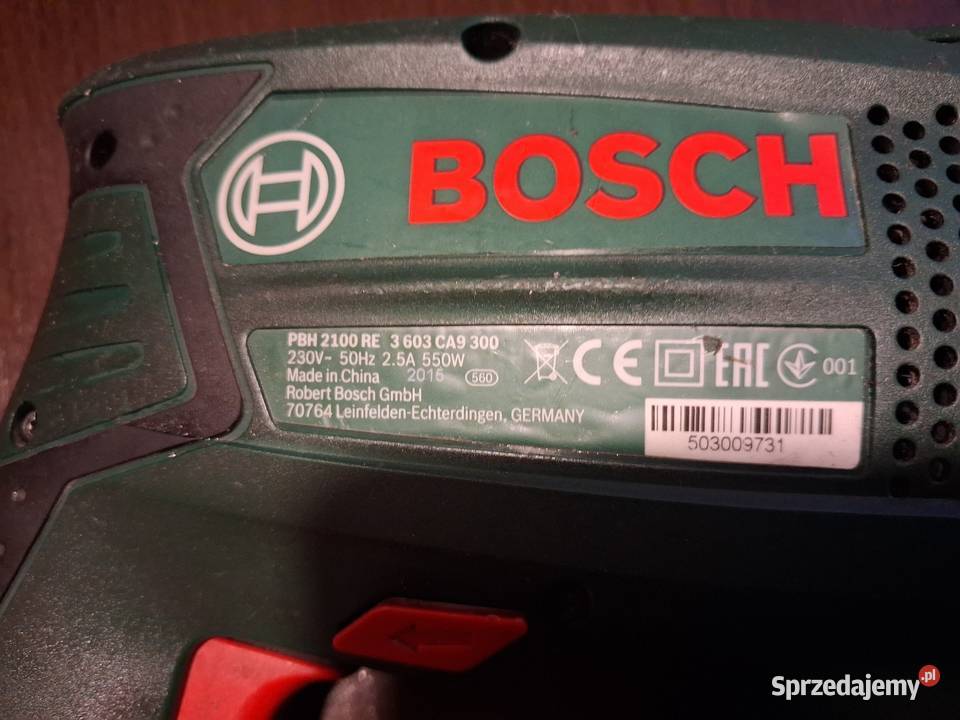 BOSCH
PBH 2100 RE 3 603 CA9 300
230V~ 50Hz 2.5A 550W
Made in China 2015 560
Robert Bosch GmbH
70764 Leinfelden-Echterdingen, GERMANY
CE EAC 001
503009731
Sprzedajemy.pl